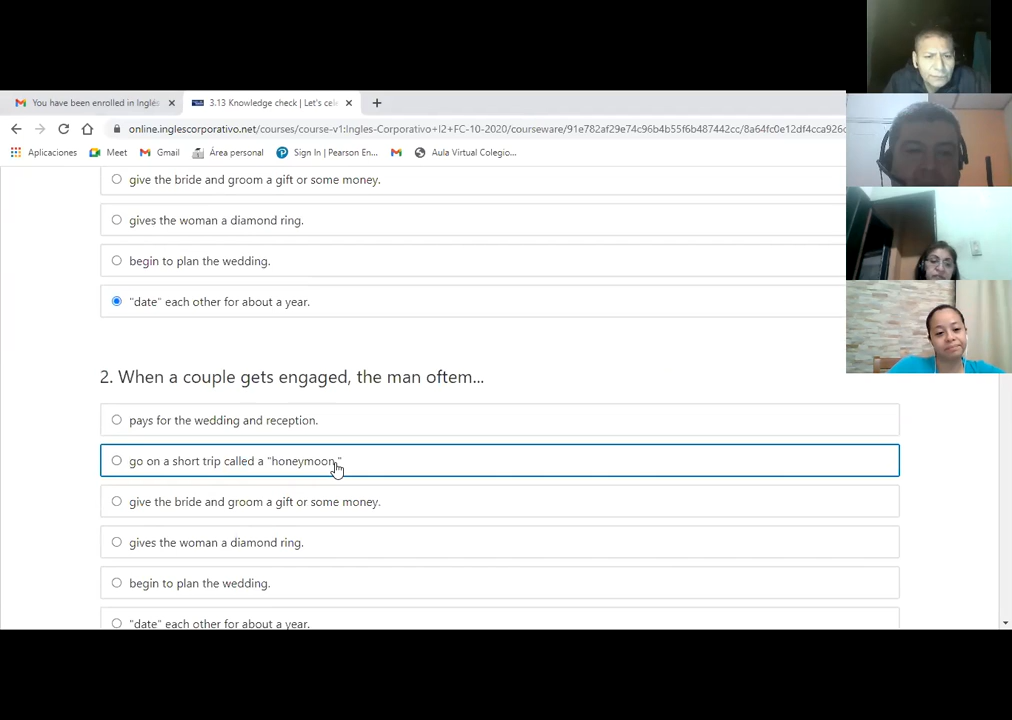 You have been enrolled in Inglé
3.13 Knowledge check | Let's cele
online.inglescorporativo.net/courses/course-v1:Ingles-Corporativo+I2+FC-10-2020/courseware/91e782af29e74c96b4b55f6b487442cc/8a64fc0e12df4cca926c
Aplicaciones Meet Gmail Área personal Sign In | Pearson En... Aula Virtual Colegio...
give the bride and groom a gift or some money.
gives the woman a diamond ring.
begin to plan the wedding.
"date" each other for about a year.
2. When a couple gets engaged, the man oftem...
pays for the wedding and reception.
go on a short trip called a "honeymoon."
give the bride and groom a gift or some money.
gives the woman a diamond ring.
begin to plan the wedding.
"date" each other for about a year.